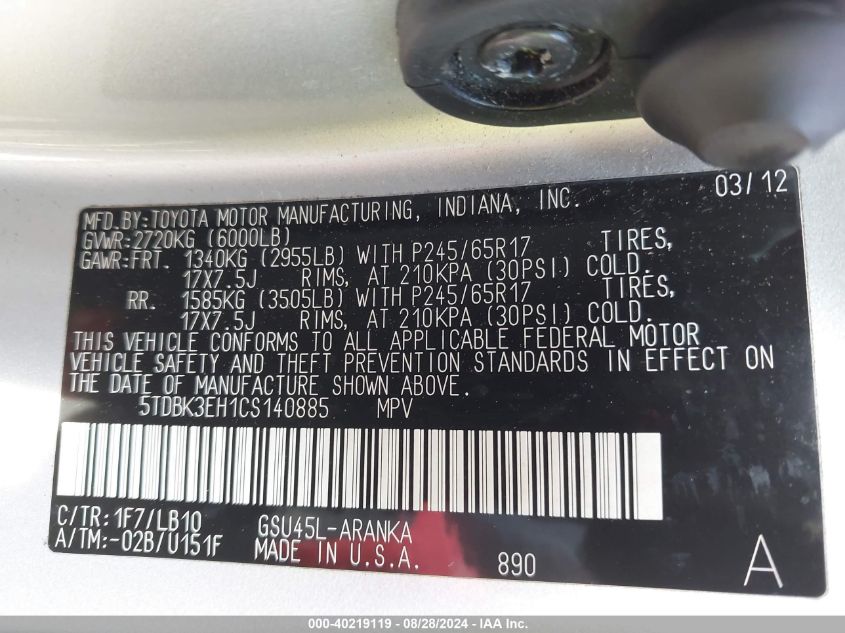 03/12
MFD.BY:TOYOTA MOTOR MANUFACTURING, INDIANA, INC.
GVWR:2720KG (6000LB)
GAWR:FRT. 1340KG (2955LB) WITH P245/65R17 TIRES,
17X7.5J RIMS, AT 210KPA (30PSI) COLD.
RR. 1585KG (3505LB) WITH P245/65R17 TIRES,
17X7.5J RIMS, AT 210KPA (30PSI) COLD.
THIS VEHICLE CONFORMS TO ALL APPLICABLE FEDERAL MOTOR
VEHICLE SAFETY AND THEFT PREVENTION STANDARDS IN EFFECT ON
THE DATE OF MANUFACTURE SHOWN ABOVE.
5TDBK3EH1CS140885 MPV
C/TR:1F7/LB10 GSU45L-ARANKA
A/TM:-02B/U151F MADE IN U.S.A. 890 A
000-40219119 / 08/28/2024 - IAA Inc.